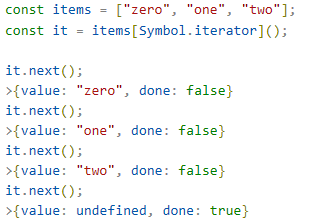 const items = ["zero", "one", "two"];
const it = items[Symbol.iterator]();
it.next();
>{value: "zero", done: false}
it.next();
>{value: "one", done: false}
it.next();
>{value: "two", done: false}
it.next();
>{value: undefined, done: true}